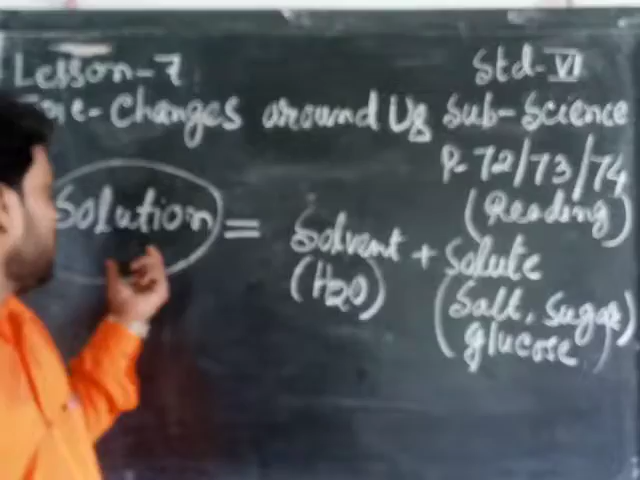 Lesson-7
Std-VI
Changes around Us
Sub-Science
P-72/73/74
(Reading)
Solution = Solvent + Solute
(H2O)
(Salt, Sugar,
glucose)